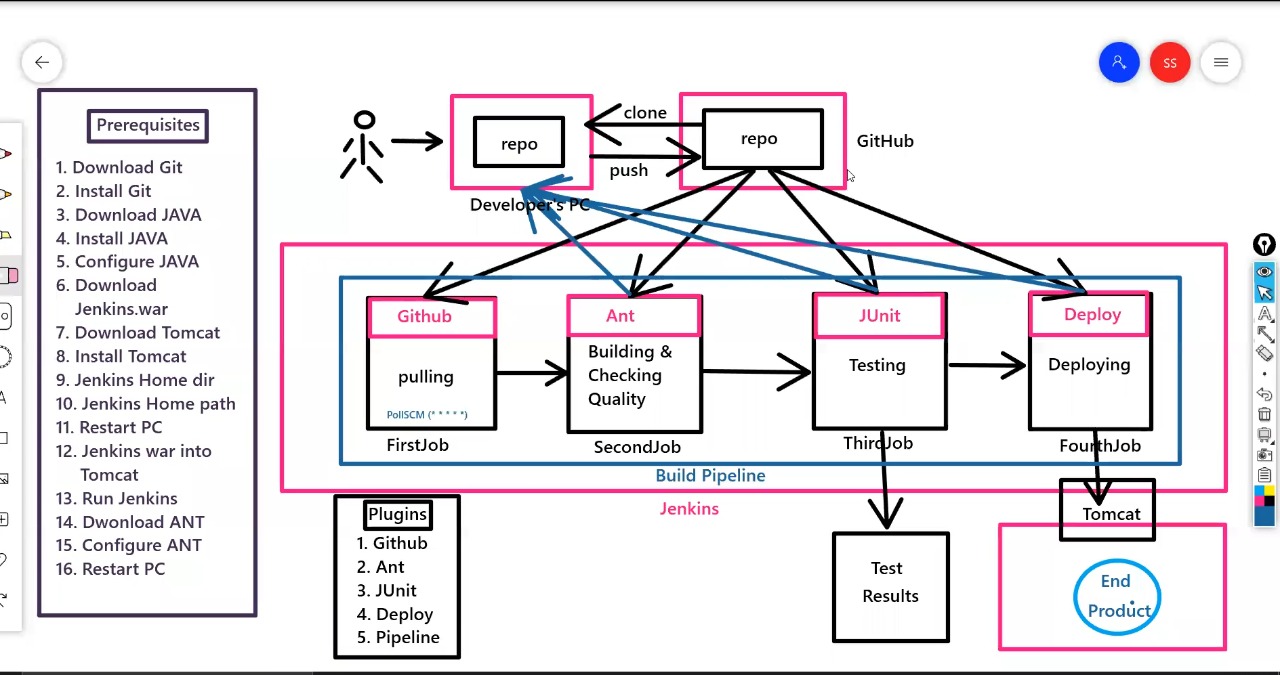 SS
Prerequisites
1. Download Git
2. Install Git
3. Download JAVA
4. Install JAVA
5. Configure JAVA
6. Download
Jenkins.war
7. Download Tomcat
8. Install Tomcat
9. Jenkins Home dir
10. Jenkins Home path
11. Restart PC
12. Jenkins war into
Tomcat
13. Run Jenkins
14. Dwonload ANT
15. Configure ANT
16. Restart PC
repo
clone
push
repo
GitHub
Developer's PC
Github
pulling
PollSCM (* * * * *)
FirstJob
Ant
Building &
Checking
Quality
SecondJob
JUnit
Testing
ThirdJob
Deploy
Deploying
FourthJob
Build Pipeline
Jenkins
Plugins
1. Github
2. Ant
3. JUnit
4. Deploy
5. Pipeline
Test
Results
Tomcat
End
Product